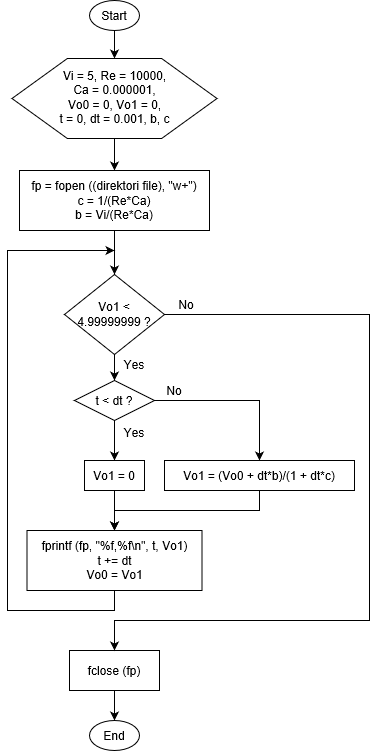 Start
Vi = 5, Re = 10000,
Ca = 0.000001,
Vo0 = 0, Vo1 = 0,
t = 0, dt = 0.001, b, c
fp = fopen ((direktori file), "w+")
c = 1/(Re*Ca)
b = Vi/(Re*Ca)
Vo1 <
4.99999999 ?
No
Yes
t < dt ?
No
Yes
Vo1 = 0
Vo1 = (Vo0 + dt*b)/(1 + dt*c)
fprintf (fp, "%f,%f\n", t, Vo1)
t += dt
Vo0 = Vo1
fclose (fp)
End